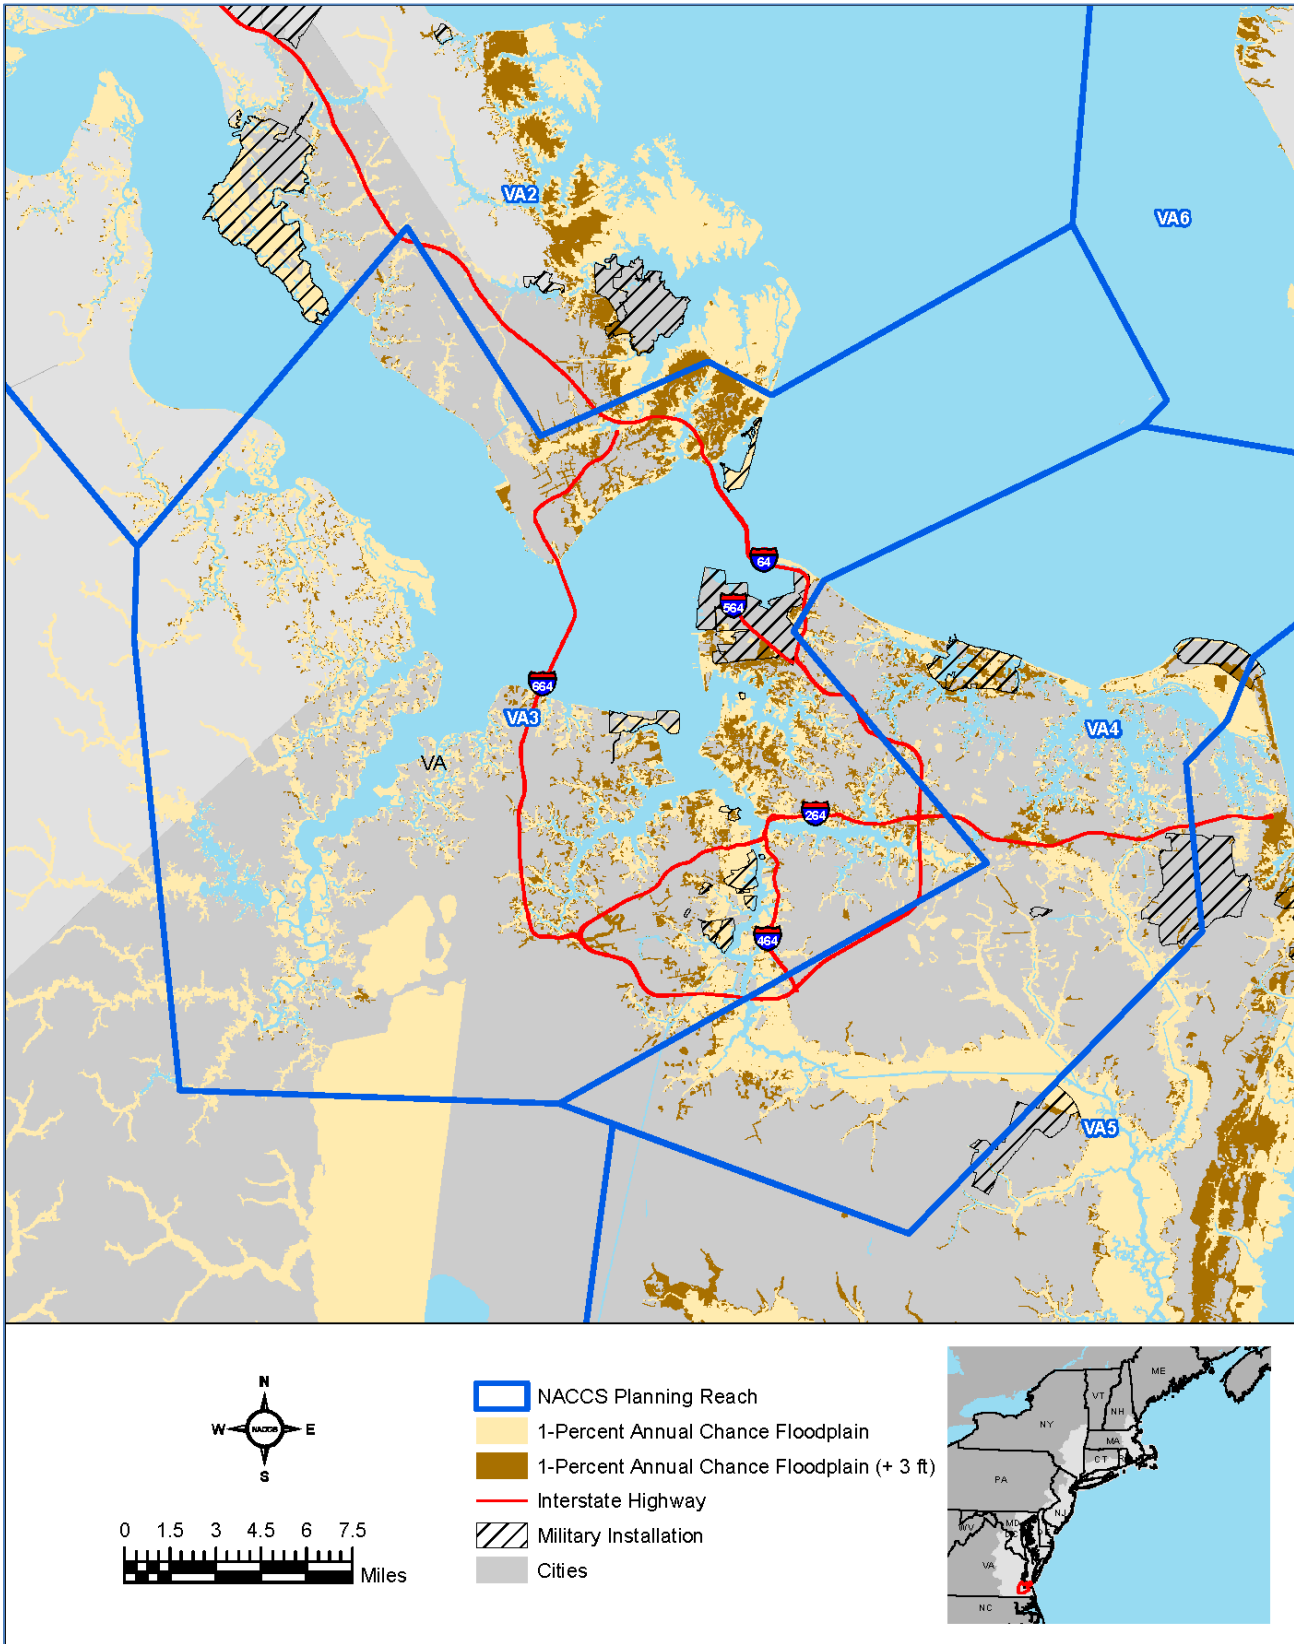 VA2
VA6
64
564
664
VA3
VA4
VA
264
464
VA5
N
W
NACCS
E
S
0 1.5 3 4.5 6 7.5
Miles
NACCS Planning Reach
1-Percent Annual Chance Floodplain
1-Percent Annual Chance Floodplain (+ 3 ft)
Interstate Highway
Military Installation
Cities
ME
VT
NH
NY
MA
CT
PA
NJ
MD
WV
VA
NC